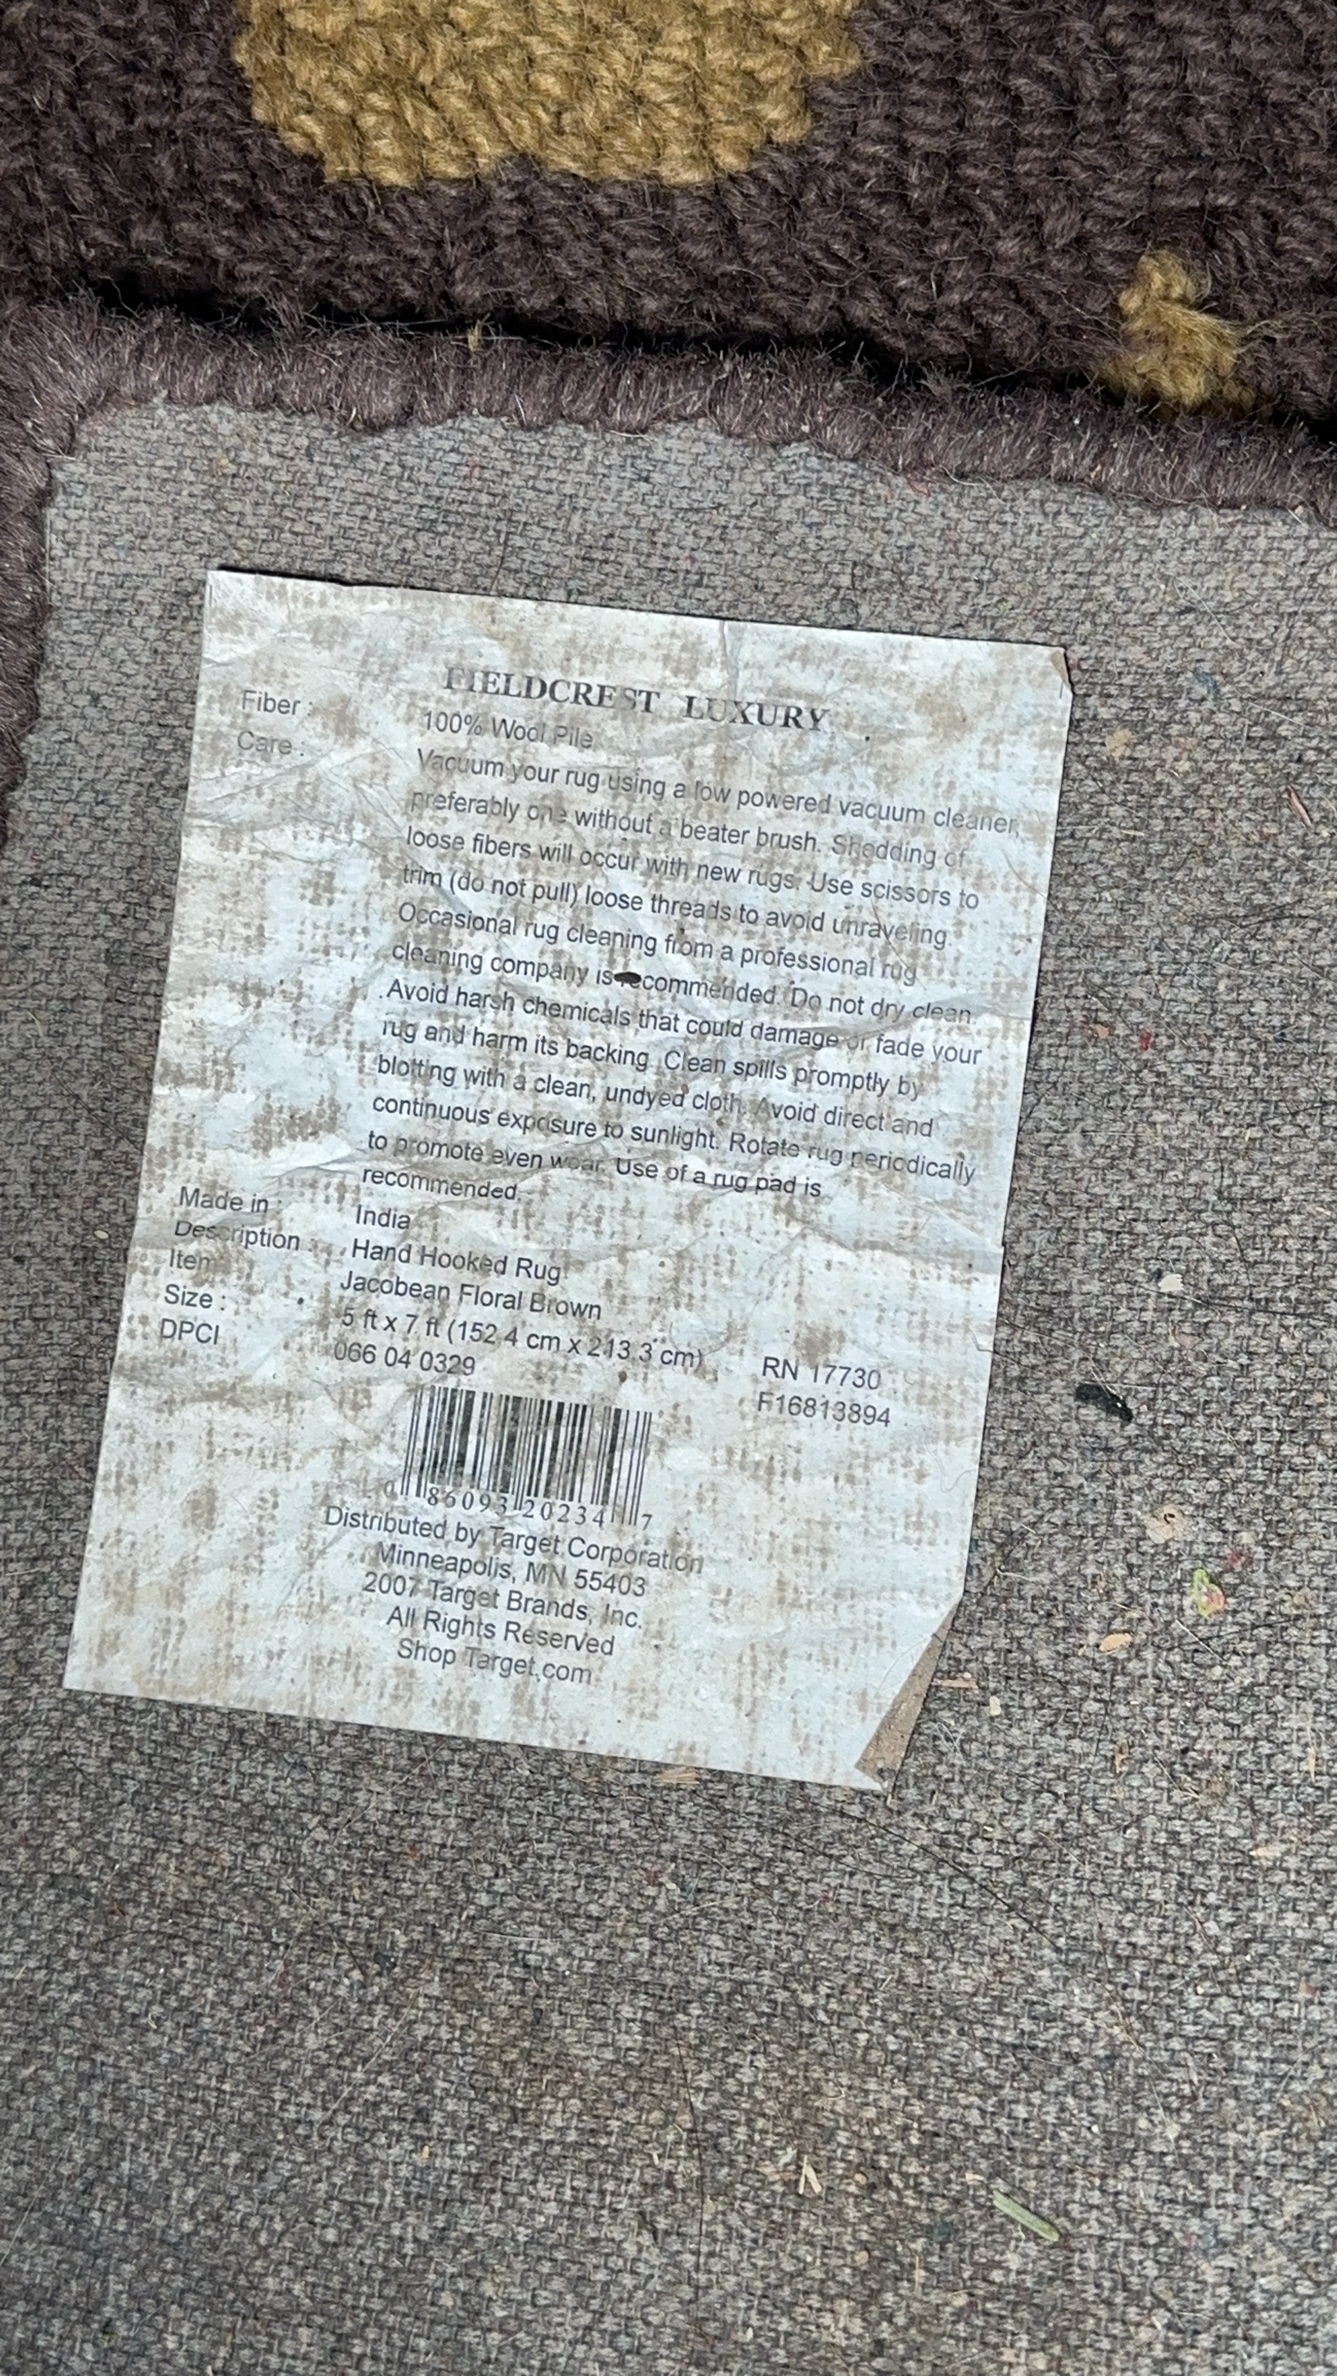 FIELDCREST LUXURY
Fiber : 100% Wool Pile
Care : Vacuum your rug using a low powered vacuum cleaner,
preferably one without a beater brush. Shedding of
loose fibers will occur with new rugs. Use scissors to
trim (do not pull) loose threads to avoid unraveling.
Occasional rug cleaning from a professional rug
cleaning company is recommended. Do not dry clean.
Avoid harsh chemicals that could damage or fade your
rug and harm its backing. Clean spills promptly by
blotting with a clean, undyed cloth. Avoid direct and
continuous exposure to sunlight. Rotate rug periodically
to promote even wear. Use of a rug pad is
recommended.
Made in : India
Description : Hand Hooked Rug
Item Jacobean Floral Brown
Size : 5 ft x 7 ft (152.4 cm x 213.3 cm) RN 17730
DPCI 066 04 0329 F16813894
0 86093 20234 7
Distributed by Target Corporation
Minneapolis, MN 55403
2007 Target Brands, Inc.
All Rights Reserved
Shop Target.com